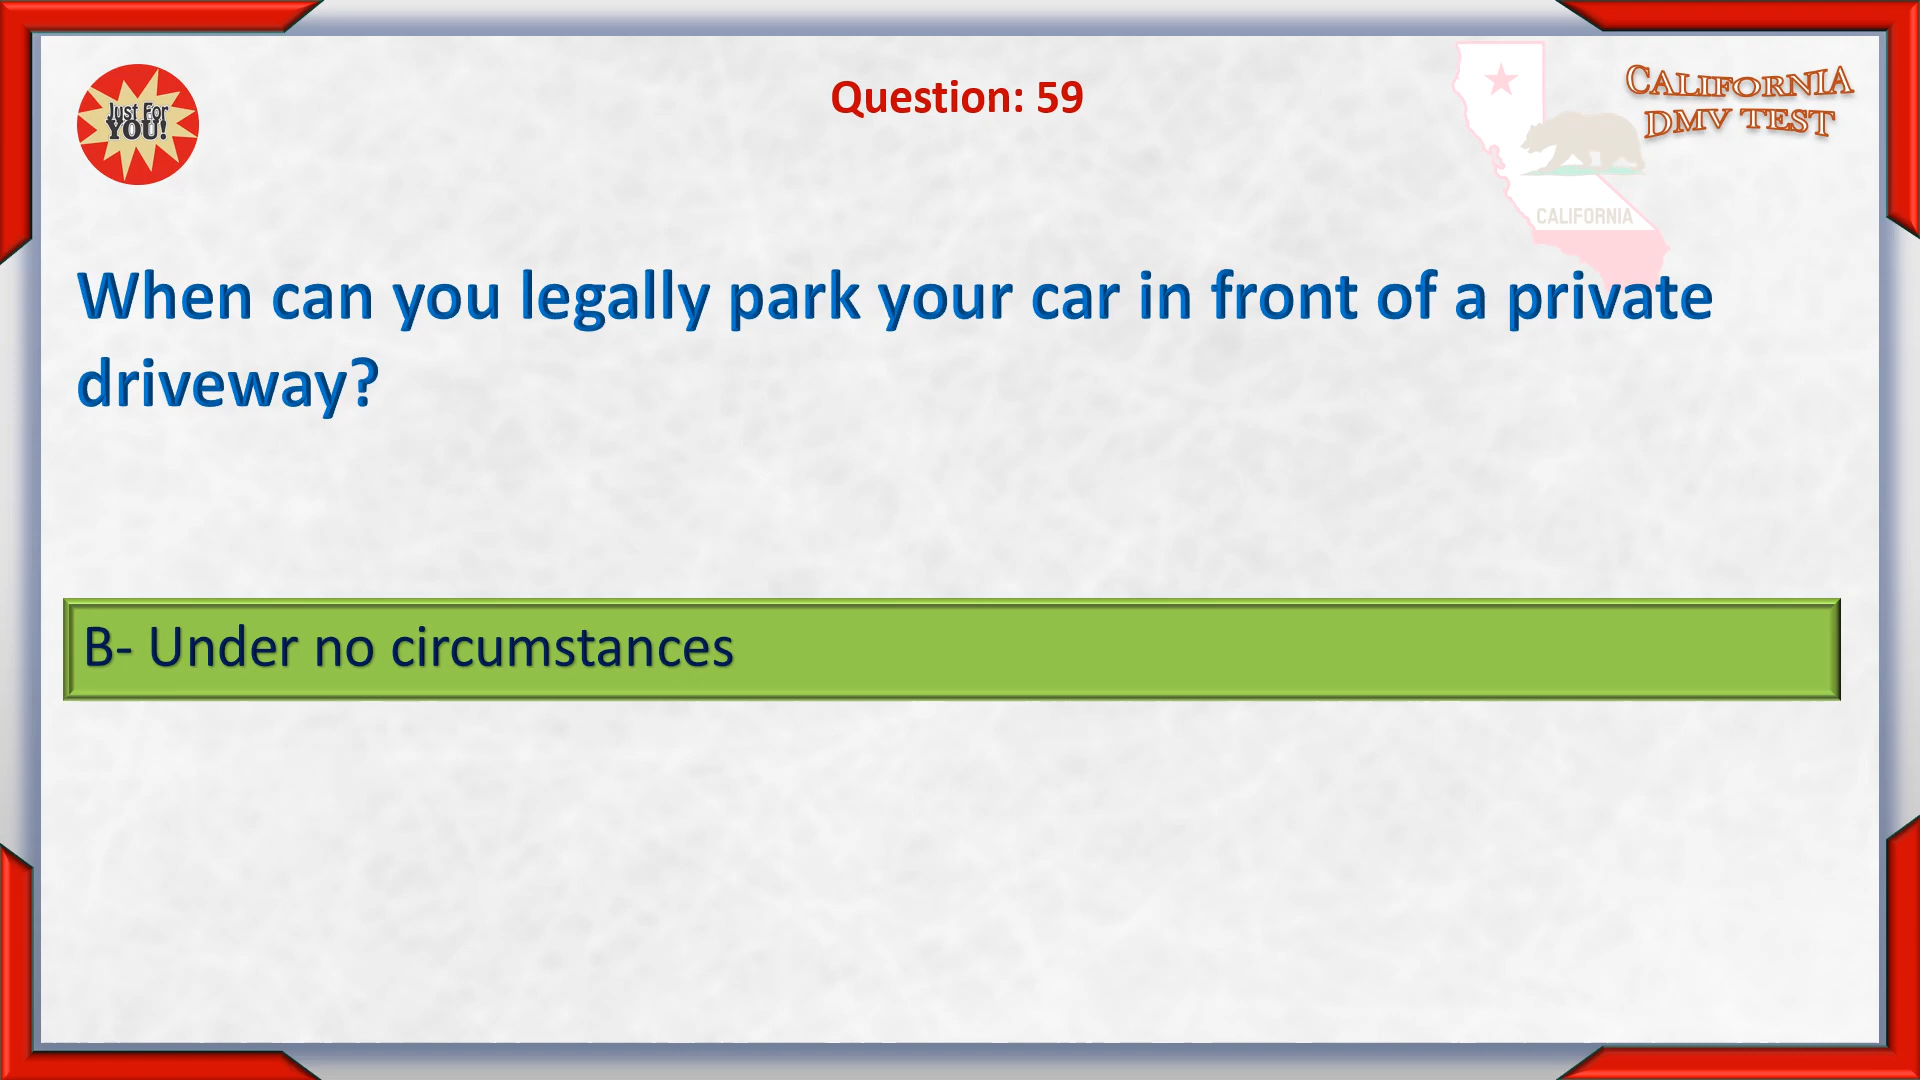 Just For
YOU!
Question: 59
CALIFORNIA
DMV TEST
CALIFORNIA
When can you legally park your car in front of a private
driveway?
B- Under no circumstances